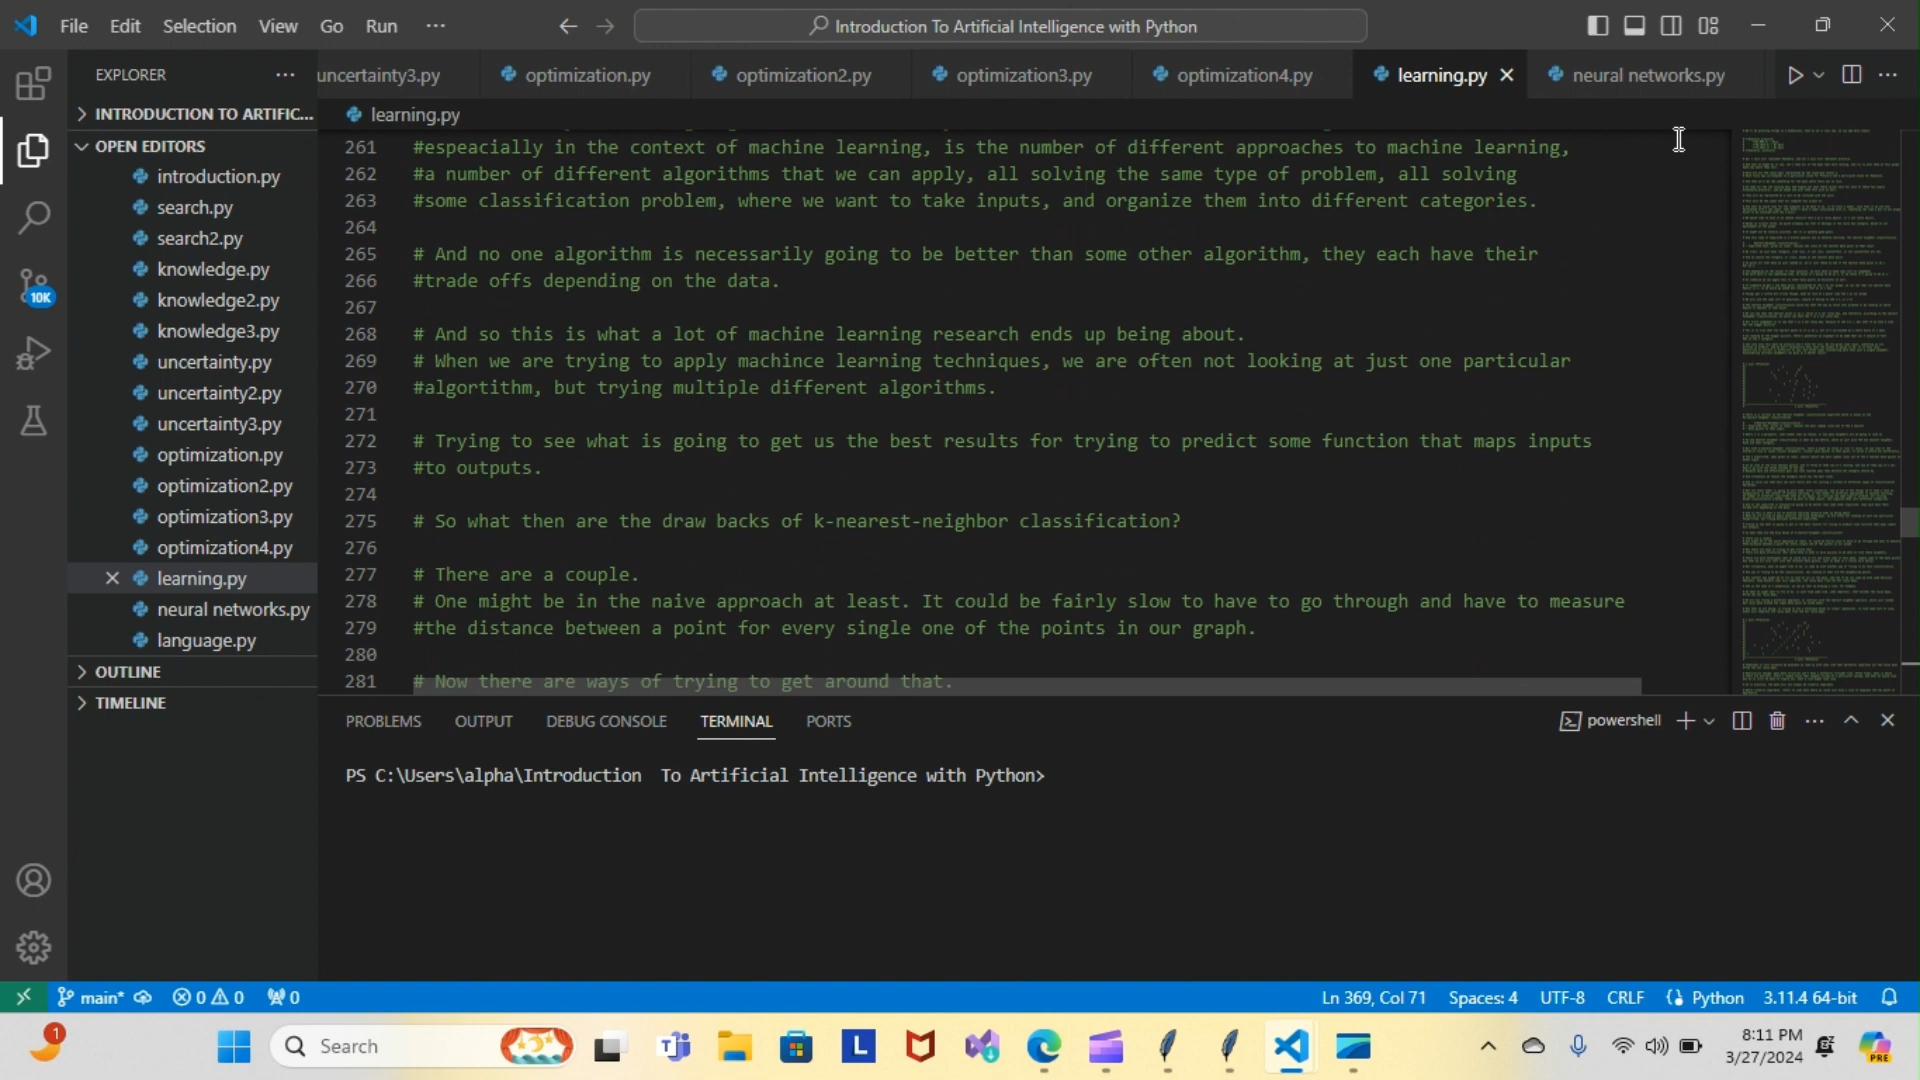 File Edit Selection View Go Run ··· Introduction To Artificial Intelligence with Python
EXPLORER ···
uncertainty3.py optimization.py optimization2.py optimization3.py optimization4.py learning.py neural networks.py
INTRODUCTION TO ARTIFIC...
OPEN EDITORS
introduction.py
search.py
search2.py
knowledge.py
knowledge2.py
knowledge3.py
uncertainty.py
uncertainty2.py
uncertainty3.py
optimization.py
optimization2.py
optimization3.py
optimization4.py
learning.py
neural networks.py
language.py
OUTLINE
TIMELINE
10K
learning.py
261 #espeacially in the context of machine learning, is the number of different approaches to machine learning,
262 #a number of different algorithms that we can apply, all solving the same type of problem, all solving
263 #some classification problem, where we want to take inputs, and organize them into different categories.
264
265 # And no one algorithm is necessarily going to be better than some other algorithm, they each have their
266 #trade offs depending on the data.
267
268 # And so this is what a lot of machine learning research ends up being about.
269 # When we are trying to apply machince learning techniques, we are often not looking at just one particular
270 #algortithm, but trying multiple different algorithms.
271
272 # Trying to see what is going to get us the best results for trying to predict some function that maps inputs
273 #to outputs.
274
275 # So what then are the draw backs of k-nearest-neighbor classification?
276
277 # There are a couple.
278 # One might be in the naive approach at least. It could be fairly slow to have to go through and have to measure
279 #the distance between a point for every single one of the points in our graph.
280
281 # Now there are ways of trying to get around that.
PROBLEMS OUTPUT DEBUG CONSOLE TERMINAL PORTS powershell
PS C:\Users\alpha\Introduction  To Artificial Intelligence with Python>
main* 0 0 0 Ln 369, Col 71 Spaces: 4 UTF-8 CRLF Python 3.11.4 64-bit
1 Search L 8:11 PM
3/27/2024 PRE